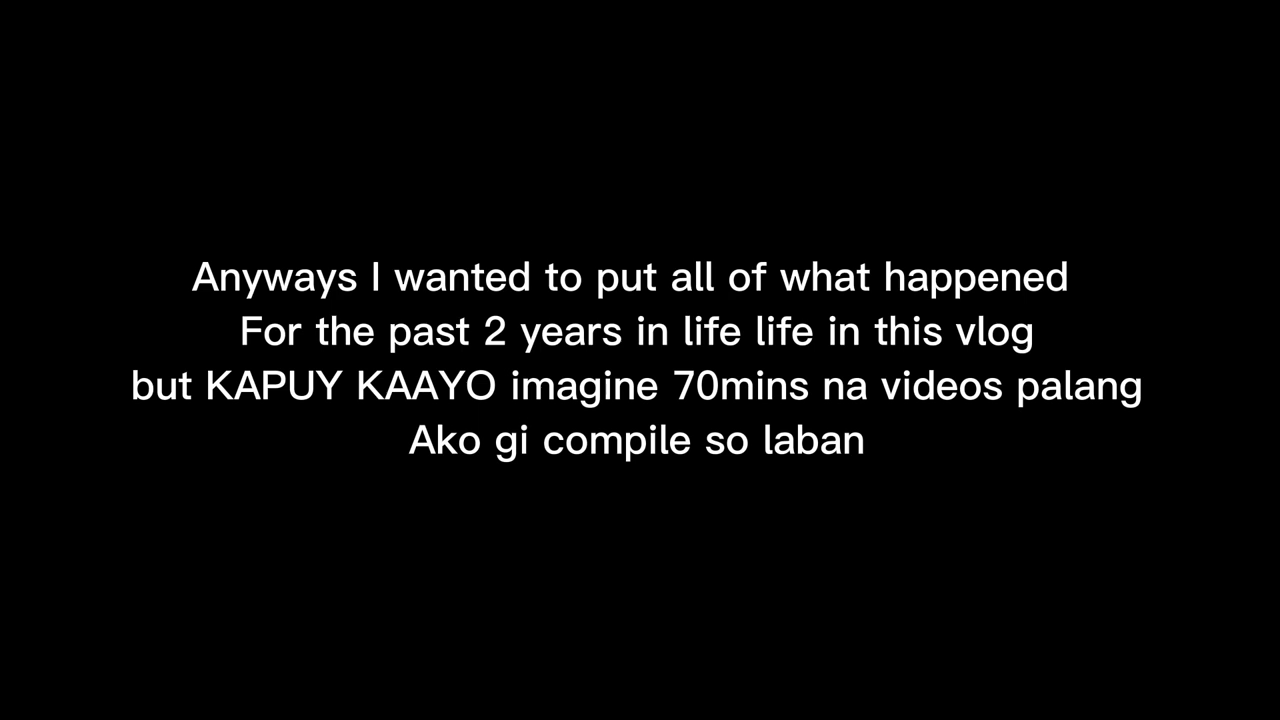 Anyways I wanted to put all of what happened
For the past 2 years in life life in this vlog
but KAPUY KAAYO imagine 70mins na videos palang
Ako gi compile so laban